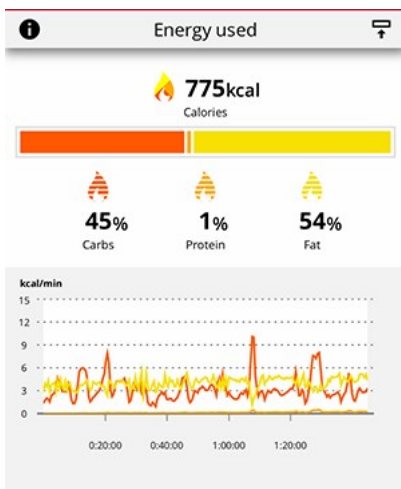 Energy used
775kcal
Calories
45% 1% 54%
Carbs Protein Fat
kcal/min
15
12
9
6
3
0
0:20:00 0:40:00 1:00:00 1:20:00